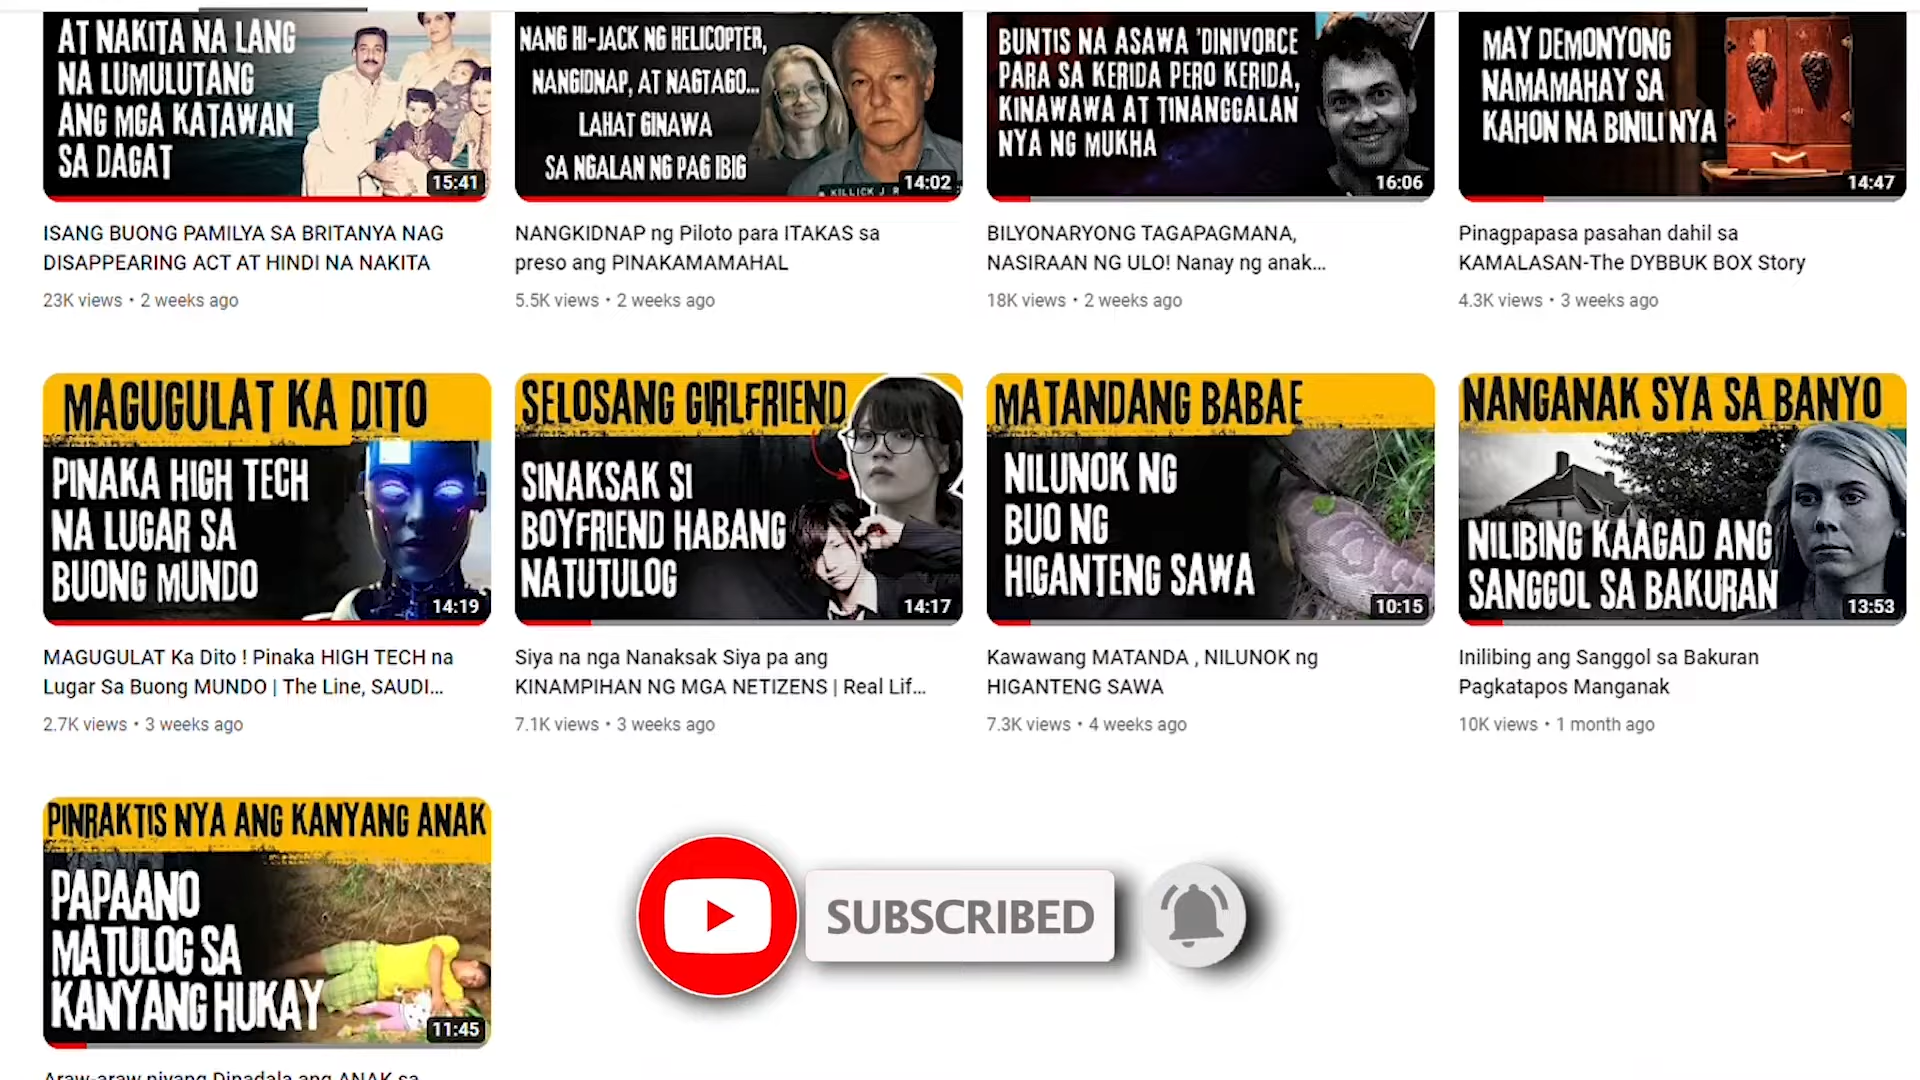 AT NAKITA NA LANG
NA LUMULUTANG
ANG MGA KATAWAN
SA DAGAT
15:41
ISANG BUONG PAMILYA SA BRITANYA NAG
DISAPPEARING ACT AT HINDI NA NAKITA
23K views • 2 weeks ago
NANG HI-JACK NG HELICOPTER,
NANGIDNAP, AT NAGTAGO...
LAHAT GINAWA
SA NGALAN NG PAG IBIG
KILLICK J R
14:02
NANGKIDNAP ng Piloto para ITAKAS sa
preso ang PINAKAMAMAHAL
5.5K views • 2 weeks ago
BUNTIS NA ASAWA 'DINIVORCE
PARA SA KERIDA PERO KERIDA,
KINAWAWA AT TINANGGALAN
NYA NG MUKHA
16:06
BILYONARYONG TAGAPAGMANA,
NASIRAAN NG ULO! Nanay ng anak...
18K views • 2 weeks ago
MAY DEMONYONG
NAMAMAHAY SA
KAHON NA BINILI NYA
14:47
Pinagpapasa pasahan dahil sa
KAMALASAN-The DYBBUK BOX Story
4.3K views • 3 weeks ago
MAGUGULAT KA DITO
PINAKA HIGH TECH
NA LUGAR SA
BUONG MUNDO
14:19
MAGUGULAT Ka Dito ! Pinaka HIGH TECH na
Lugar Sa Buong MUNDO | The Line, SAUDI...
2.7K views • 3 weeks ago
SELOSANG GIRLFRIEND
SINAKSAK SI
BOYFRIEND HABANG
NATUTULOG
14:17
Siya na nga Nanaksak Siya pa ang
KINAMPIHAN NG MGA NETIZENS | Real Lif...
7.1K views • 3 weeks ago
MATANDANG BABAE
NILUNOK NG
BUO NG
HIGANTENG SAWA
10:15
Kawawang MATANDA , NILUNOK ng
HIGANTENG SAWA
7.3K views • 4 weeks ago
NANGANAK SYA SA BANYO
NILIBING KAAGAD ANG
SANGGOL SA BAKURAN
13:53
Inilibing ang Sanggol sa Bakuran
Pagkatapos Manganak
10K views • 1 month ago
PINRAKTIS NYA ANG KANYANG ANAK
PAPAANO
MATULOG SA
KANYANG HUKAY
11:45
Araw-araw niyang Dinadala ang ANAK sa
SUBSCRIBED